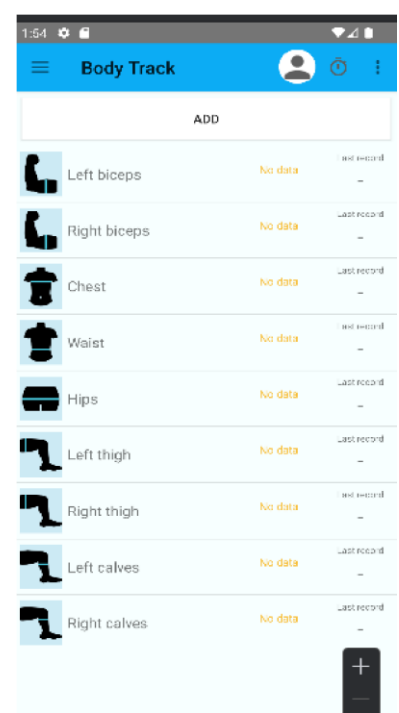 1:54
Body Track
ADD
Left biceps
No data
Last record
-
Right biceps
No data
Last record
-
Chest
No data
Last record
-
Waist
No data
Last record
-
Hips
No data
Last record
-
Left thigh
No data
Last record
-
Right thigh
No data
Last record
-
Left calves
No data
Last record
-
Right calves
No data
Last record
-
+
-